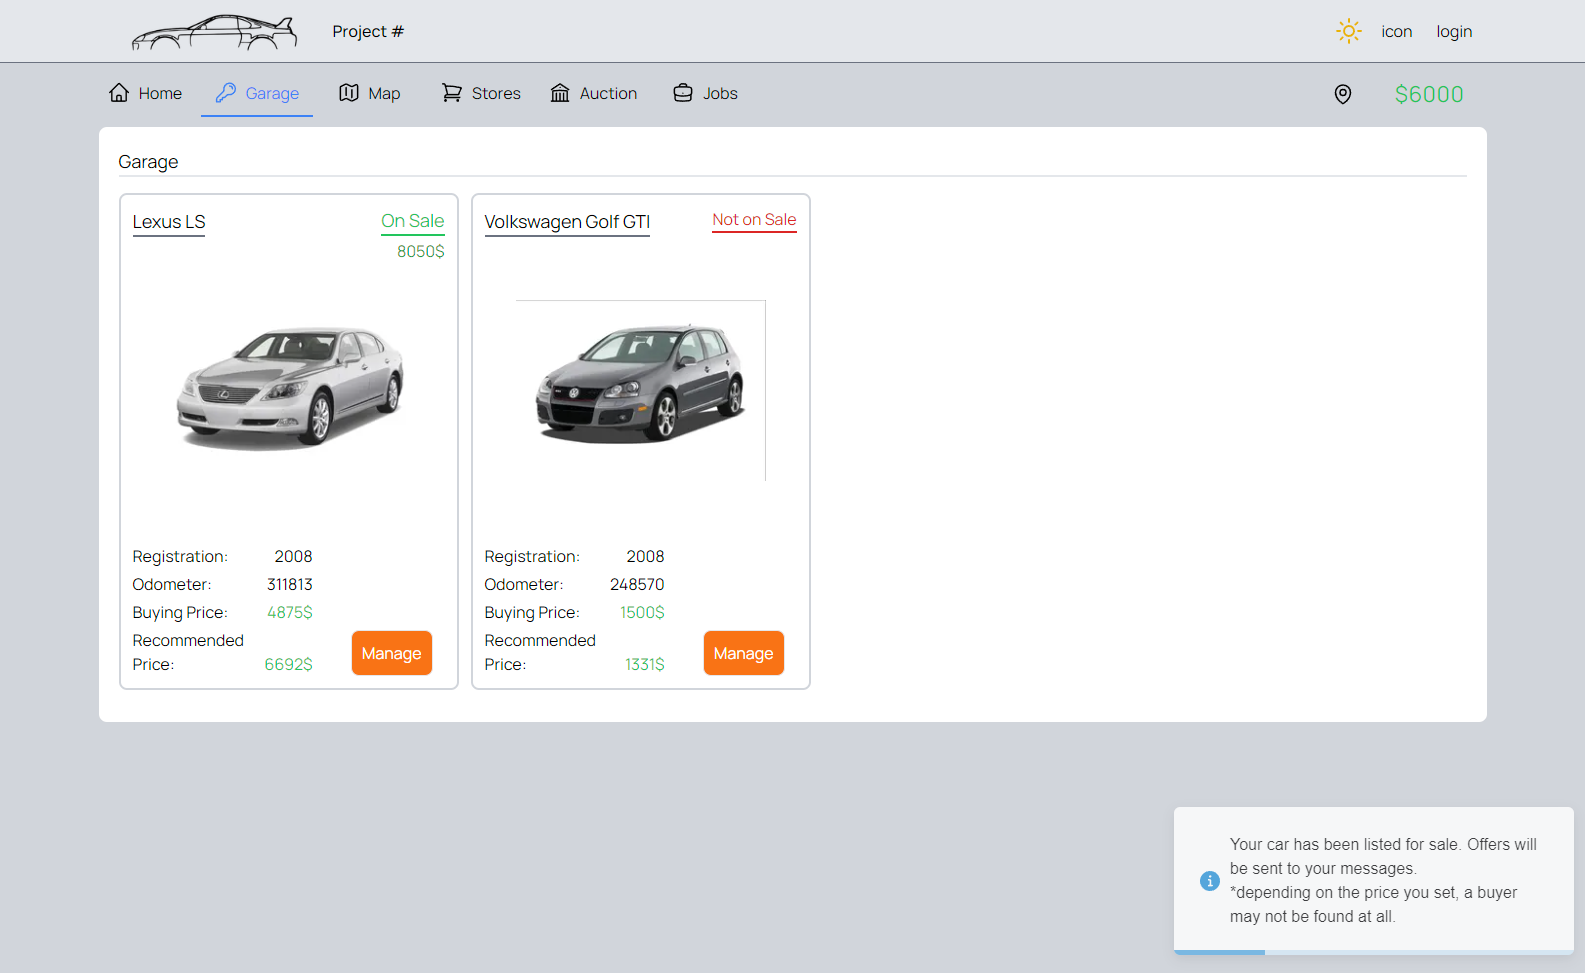 Project #
icon
login
Home
Garage
Map
Stores
Auction
Jobs
$6000
Garage
Lexus LS
On Sale
8050$
Registration: 2008
Odometer: 311813
Buying Price: 4875$
Recommended
Price: 6692$
Manage
Volkswagen Golf GTI
Not on Sale
Registration: 2008
Odometer: 248570
Buying Price: 1500$
Recommended
Price: 1331$
Manage
Your car has been listed for sale. Offers will
be sent to your messages.
*depending on the price you set, a buyer
may not be found at all.